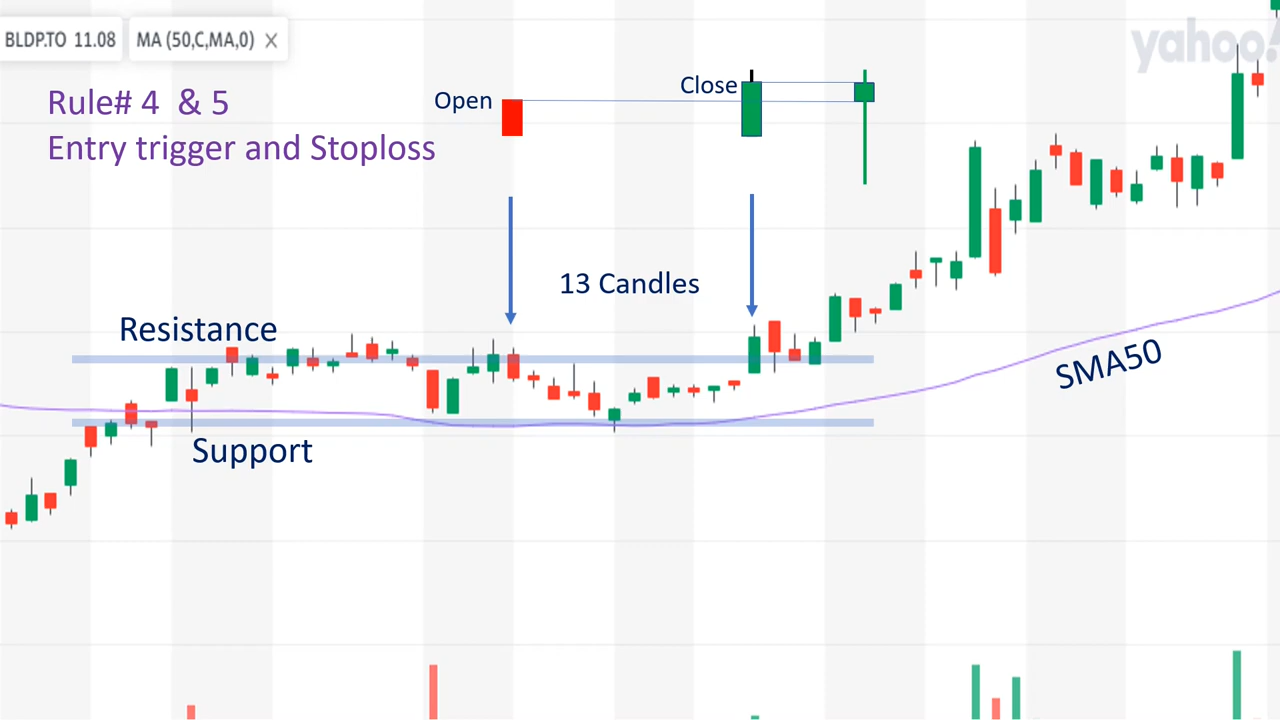 BLDP.TO 11.08
MA (50,C,MA,0) X
yahoo!
Rule# 4 & 5
Entry trigger and Stoploss
Open
Close
13 Candles
Resistance
Support
SMA50